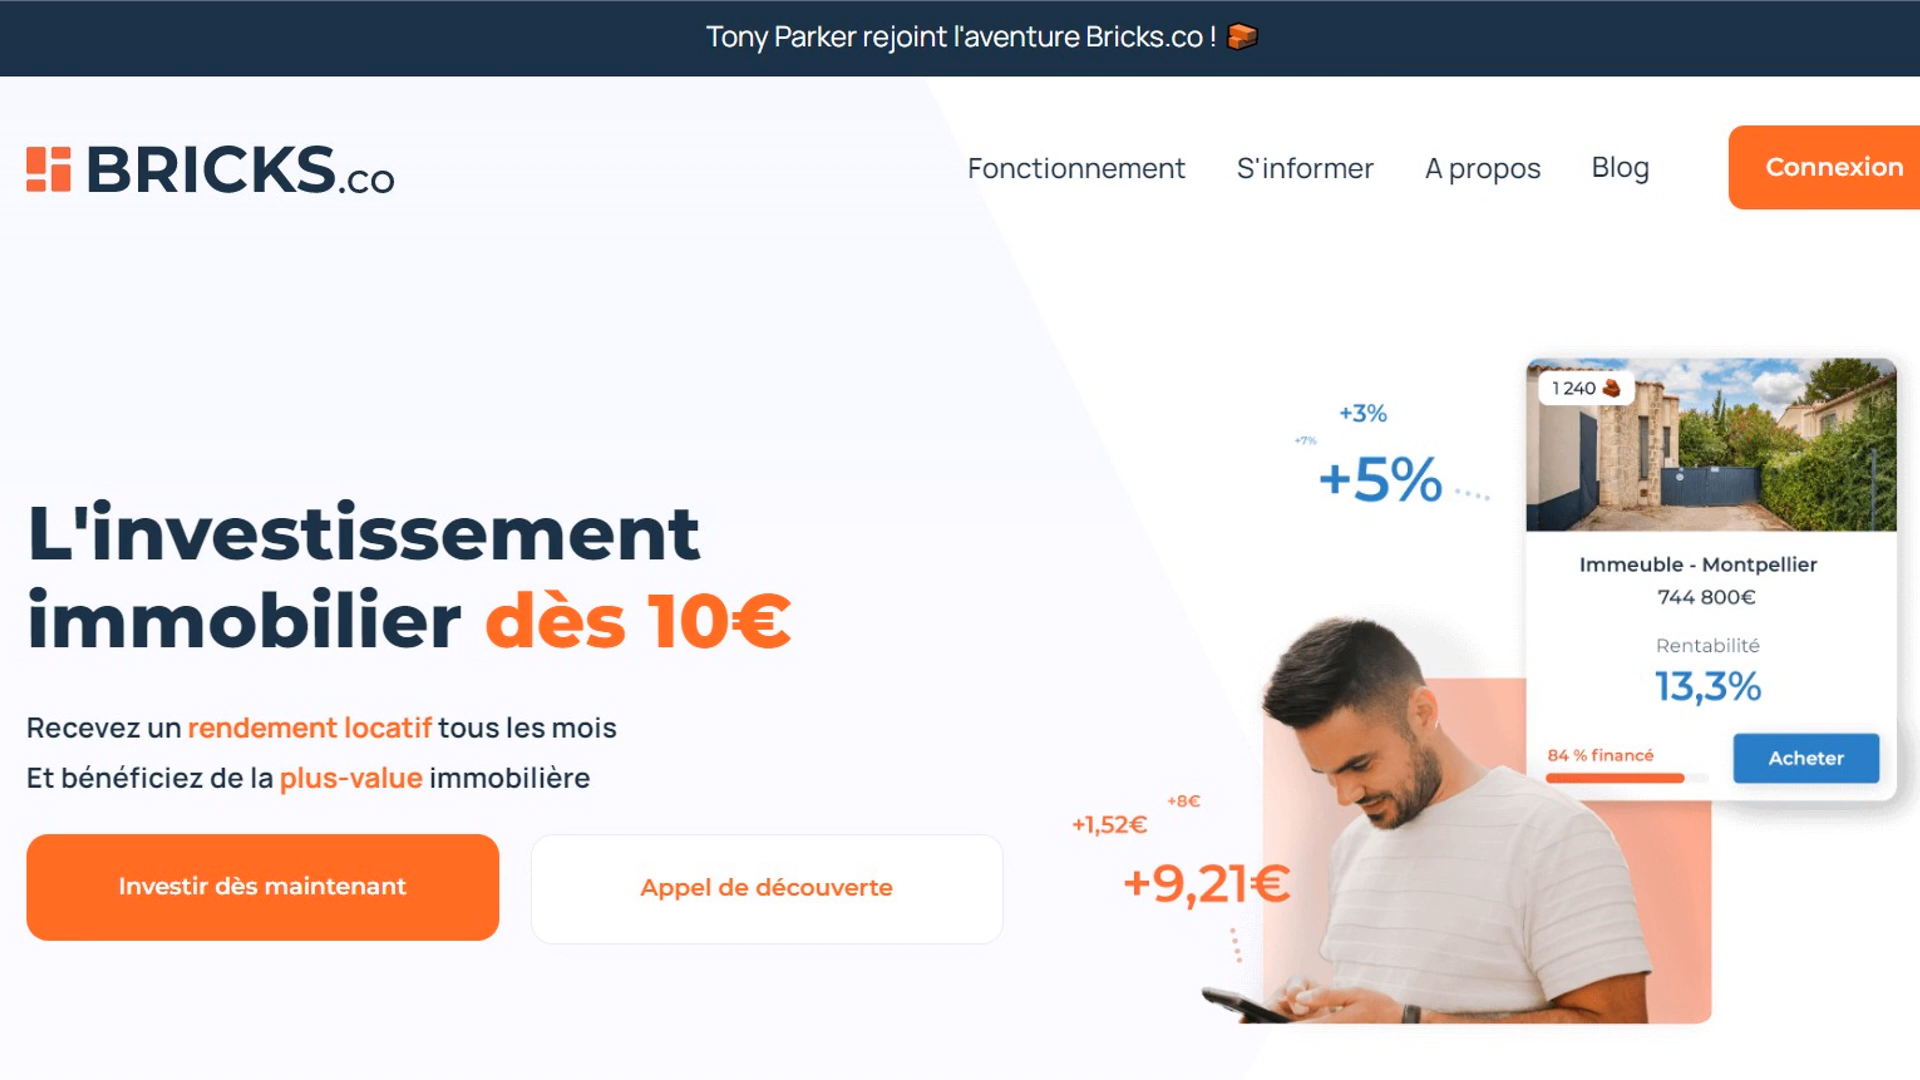 Tony Parker rejoint l'aventure Bricks.co !
BRICKS.co
Fonctionnement
S'informer
A propos
Blog
Connexion
L'investissement
immobilier dès 10€
Recevez un rendement locatif tous les mois
Et bénéficiez de la plus-value immobilière
Investir dès maintenant
Appel de découverte
+3%
+7%
+5%
1 240
Immeuble - Montpellier
744 800€
Rentabilité
13,3%
84 % financé
Acheter
+8€
+1,52€
+9,21€